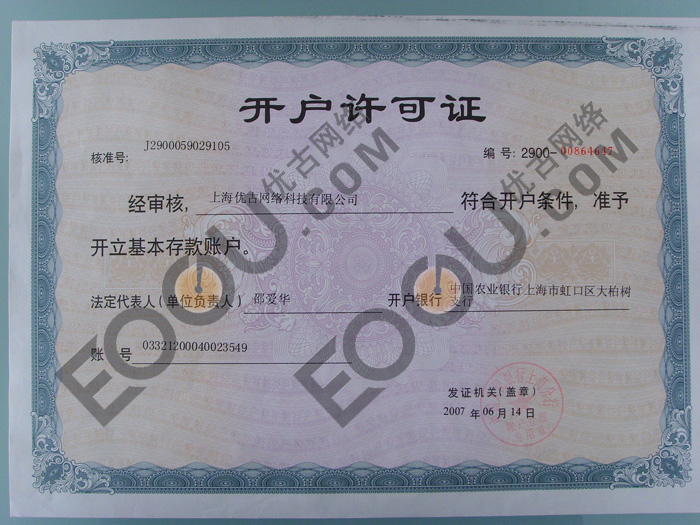 开户许可证
核准号: J2900059029105
编号: 2900-00864647
经审核, 上海优古网络科技有限公司 符合开户条件, 准予
开立基本存款账户。
法定代表人(单位负责人) 邵爱华 开户银行 中国农业银行上海市虹口区大柏树
支行
账 号 03321200040023549
发证机关(盖章)
2007 年 06 月 14 日
EOOU.COM
优古网络
EOOU.COM
优古网络